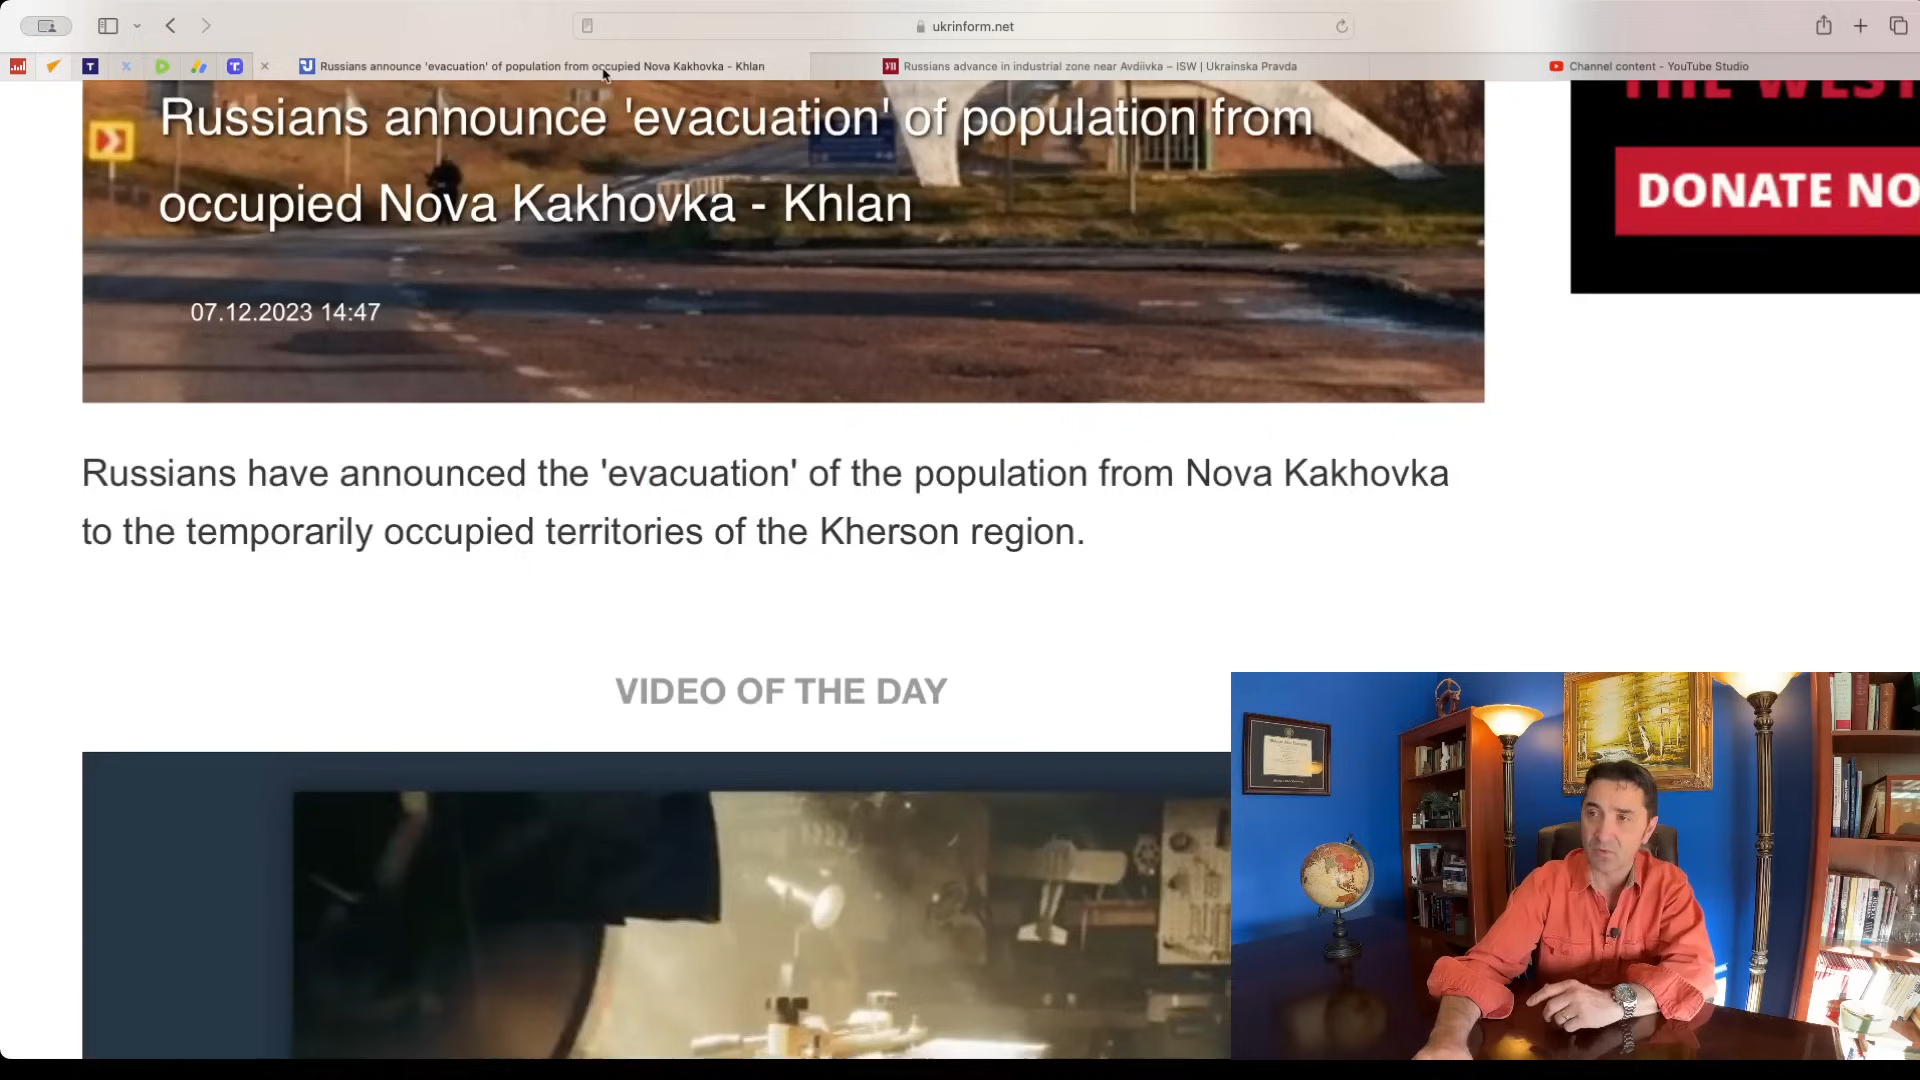 ukrinform.net
Russians announce 'evacuation' of population from occupied Nova Kakhovka - Khlan
Russians advance in industrial zone near Avdiivka – ISW | Ukrainska Pravda
Channel content - YouTube Studio
Russians announce 'evacuation' of population from
occupied Nova Kakhovka - Khlan
07.12.2023 14:47
THE WEST
DONATE NO
Russians have announced the 'evacuation' of the population from Nova Kakhovka
to the temporarily occupied territories of the Kherson region.
VIDEO OF THE DAY